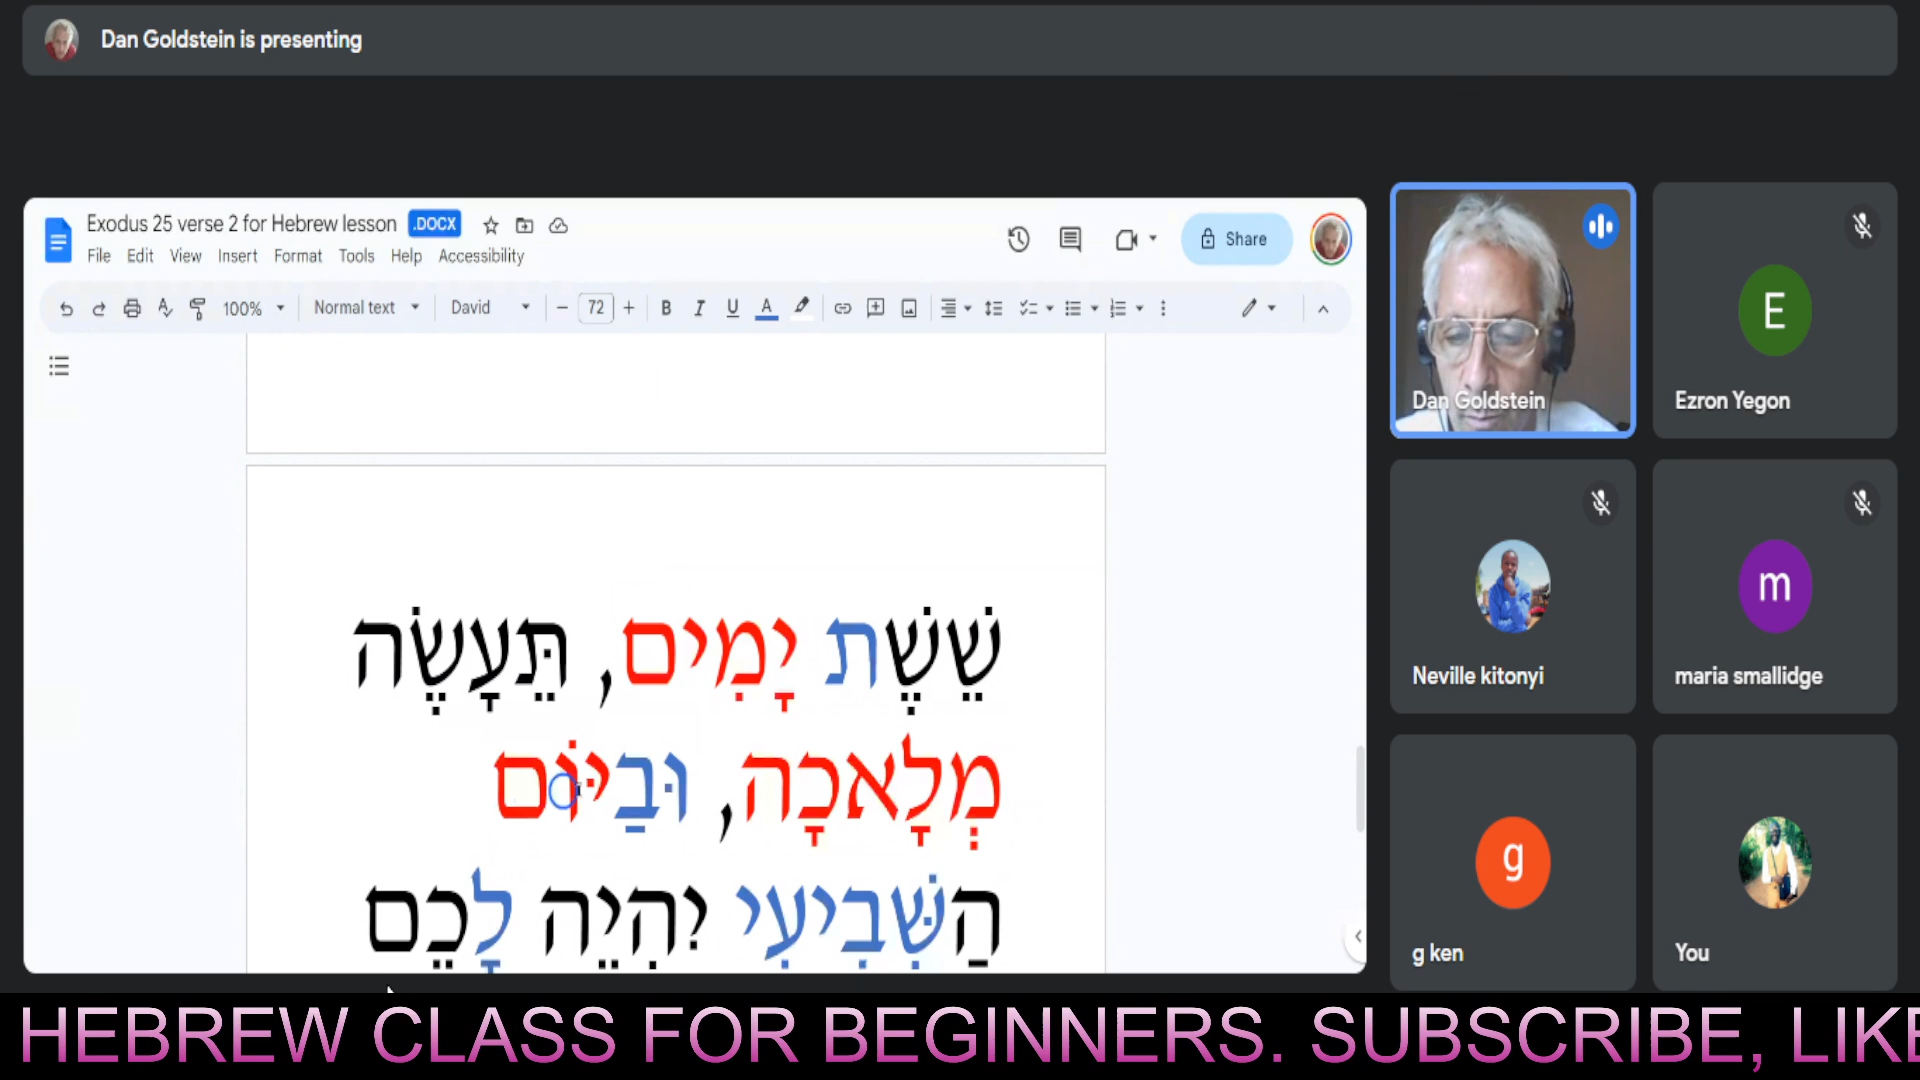 Dan Goldstein is presenting
Exodus 25 verse 2 for Hebrew lesson .DOCX
File Edit View Insert Format Tools Help Accessibility
Share
100% Normal text David 72 B I U A
שֵׁשֶׁת יָמִים, תֵּעָשֶׂה
מְלָאכָה, וּבַיּוֹם
הַשְּׁבִיעִי יִהְיֶה לָכֶם
Dan Goldstein
E
Ezron Yegon
Neville kitonyi
m
maria smallidge
g
g ken
You
HEBREW CLASS FOR BEGINNERS. SUBSCRIBE, LIKE